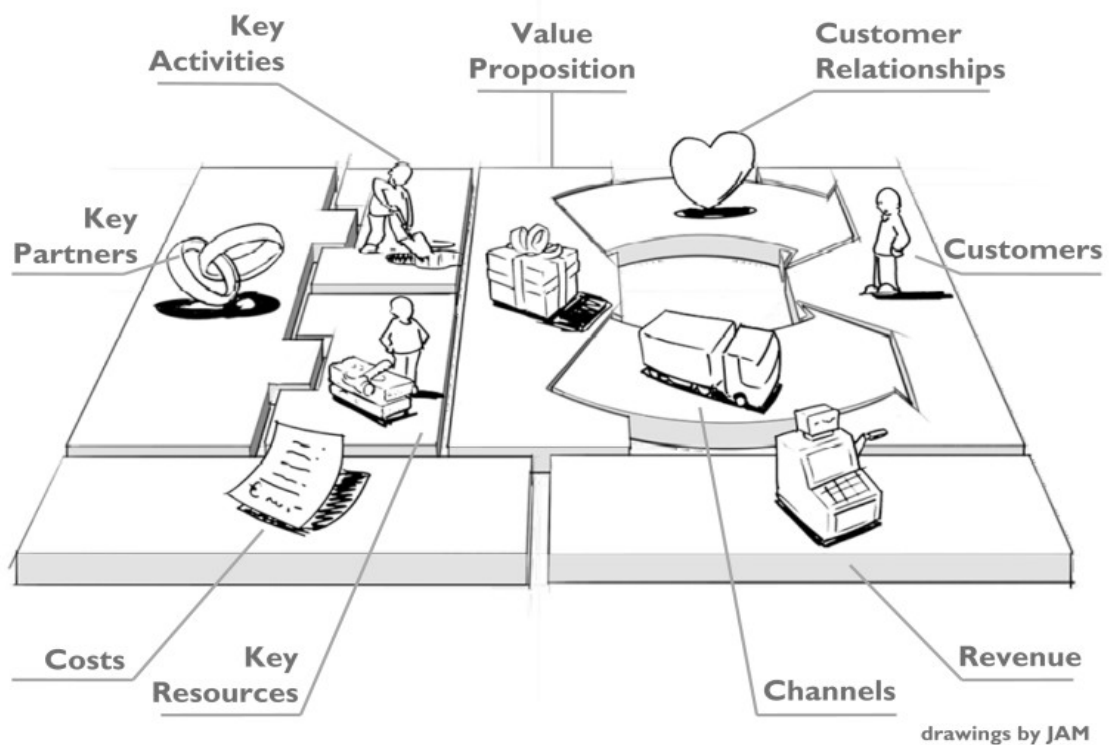 Key
Activities
Value
Proposition
Customer
Relationships
Key
Partners
Customers
€
Costs
Key
Resources
Channels
Revenue
drawings by JAM